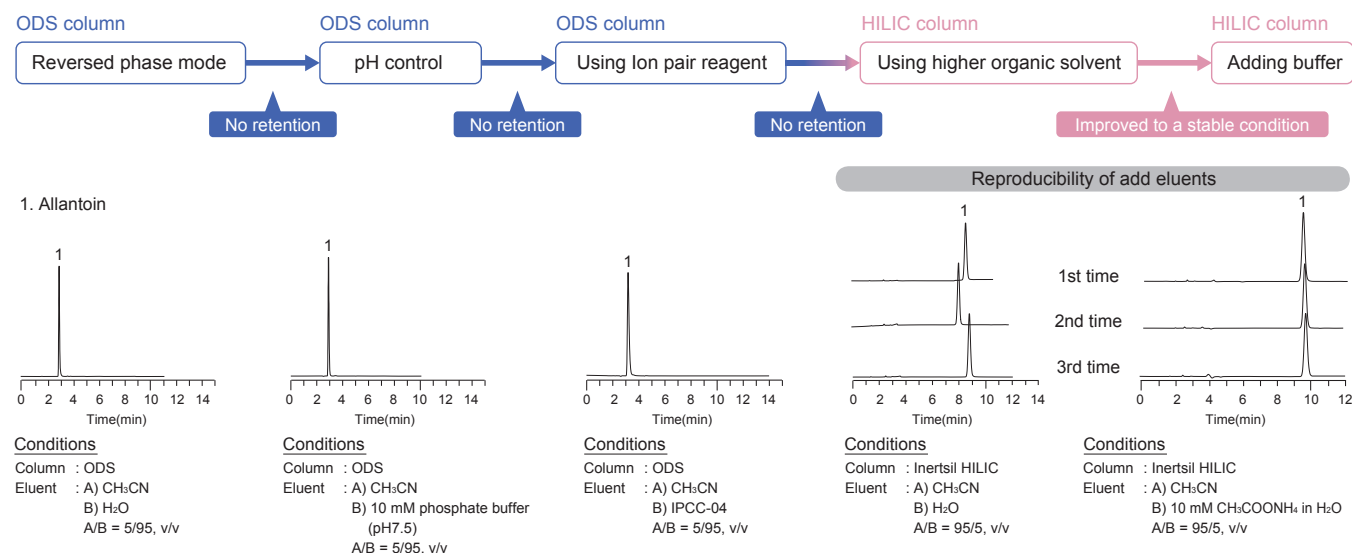 ODS column
ODS column
ODS column
HILIC column
HILIC column
Reversed phase mode
pH control
Using Ion pair reagent
Using higher organic solvent
Adding buffer
No retention
No retention
No retention
Improved to a stable condition
Reproducibility of add eluents
1. Allantoin
1
0 2 4 6 8 10 12 14
Time(min)
Conditions
Column : ODS
Eluent : A) CH₃CN
B) H₂O
A/B = 5/95, v/v
1
0 2 4 6 8 10 12 14
Time(min)
Conditions
Column : ODS
Eluent : A) CH₃CN
B) 10 mM phosphate buffer
(pH7.5)
A/B = 5/95, v/v
1
0 2 4 6 8 10 12 14
Time(min)
Conditions
Column : ODS
Eluent : A) CH₃CN
B) IPCC-04
A/B = 5/95, v/v
1
1st time
2nd time
3rd time
0 2 4 6 8 10 12 14
Time(min)
Conditions
Column : Inertsil HILIC
Eluent : A) CH₃CN
B) H₂O
A/B = 95/5, v/v
1
0 2 4 6 8 10 12
Time(min)
Conditions
Column : Inertsil HILIC
Eluent : A) CH₃CN
B) 10 mM CH₃COONH₄ in H₂O
A/B = 95/5, v/v